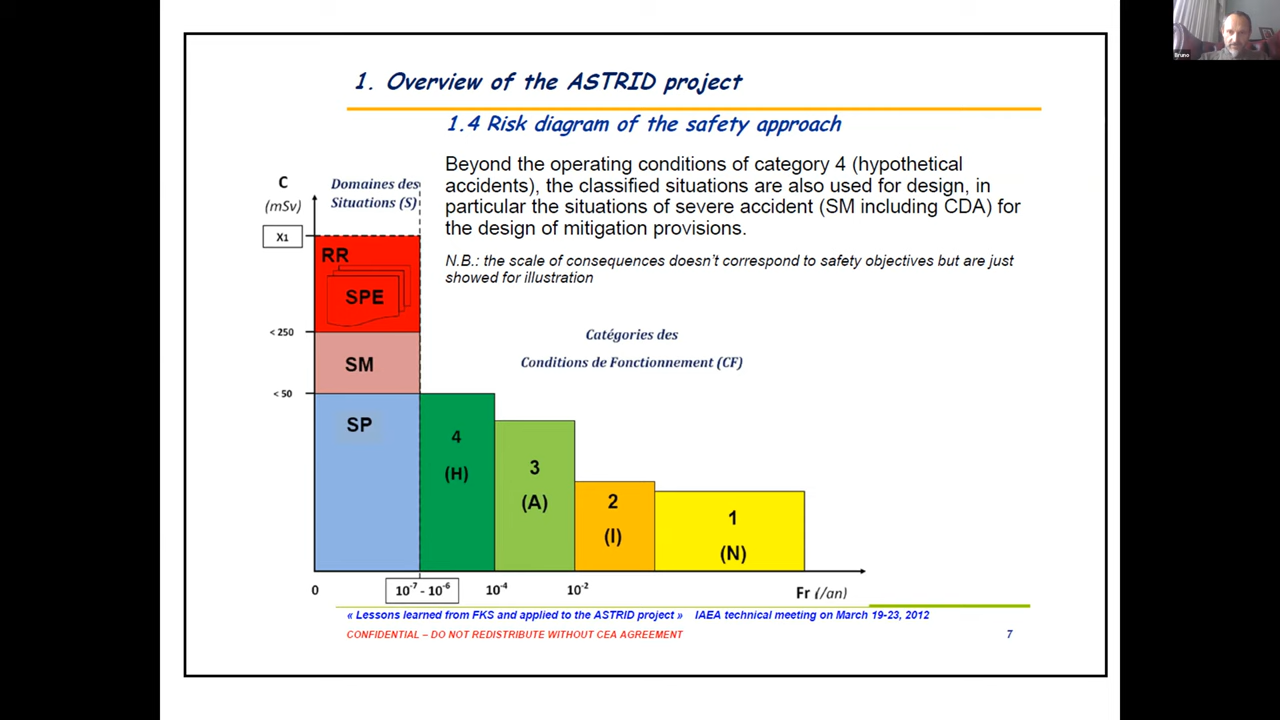 Bruno
1. Overview of the ASTRID project
1.4 Risk diagram of the safety approach
Beyond the operating conditions of category 4 (hypothetical
accidents), the classified situations are also used for design, in
particular the situations of severe accident (SM including CDA) for
the design of mitigation provisions.
N.B.: the scale of consequences doesn't correspond to safety objectives but are just
showed for illustration
C
(mSv)
Domaines des
Situations (S)
X1
RR
SPE
< 250
SM
< 50
SP
Catégories des
Conditions de Fonctionnement (CF)
4
(H)
3
(A)
2
(I)
1
(N)
0
10-7 - 10-6
10-4
10-2
Fr (/an)
« Lessons learned from FKS and applied to the ASTRID project » IAEA technical meeting on March 19-23, 2012
CONFIDENTIAL – DO NOT REDISTRIBUTE WITHOUT CEA AGREEMENT
7